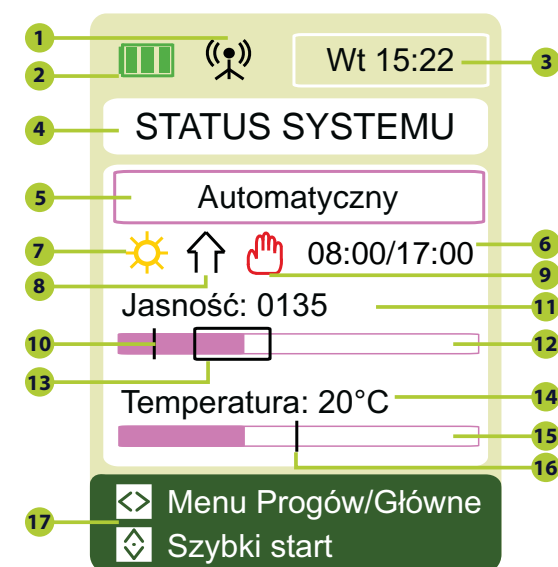 1
2
Wt 15:22
3
4
STATUS SYSTEMU
5
Automatyczny
08:00/17:00
6
7
8
9
Jasność: 0135
11
10
12
13
Temperatura: 20°C
14
15
16
17
<> Menu Progów/Główne
Szybki start